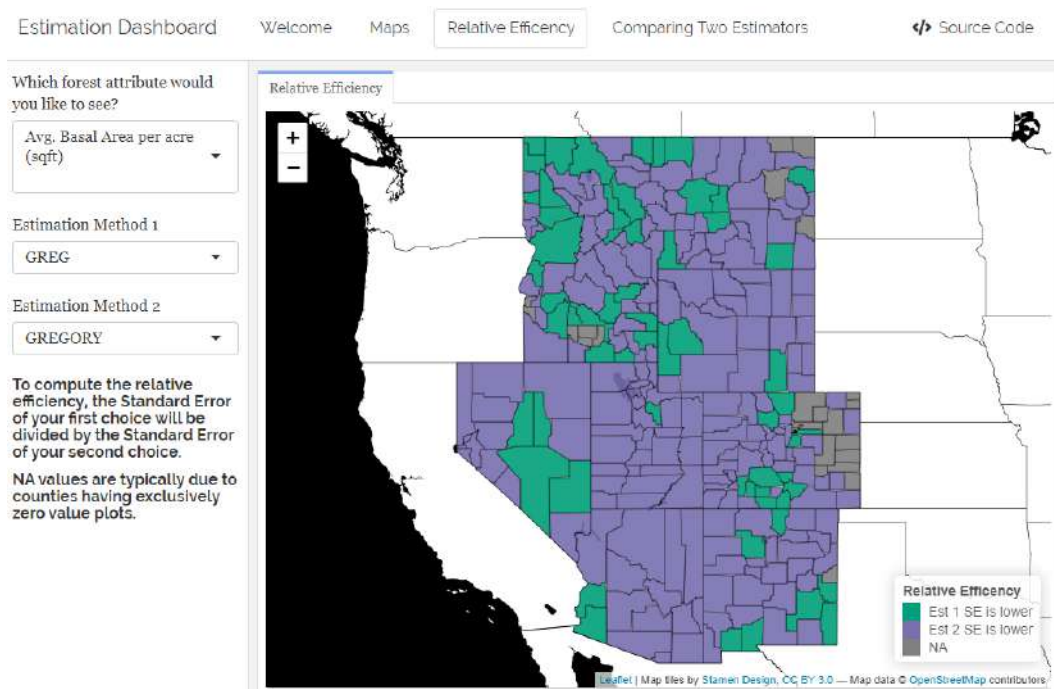 Estimation Dashboard
Welcome
Maps
Relative Efficency
Comparing Two Estimators
</> Source Code
Which forest attribute would
you like to see?
Avg. Basal Area per acre
(sqft)
Estimation Method 1
GREG
Estimation Method 2
GREGORY
To compute the relative
efficiency, the Standard Error
of your first choice will be
divided by the Standard Error
of your second choice.
NA values are typically due to
counties having exclusively
zero value plots.
Relative Efficiency
+
−
Relative Efficency
Est 1 SE is lower
Est 2 SE is lower
NA
Leaflet | Map tiles by Stamen Design, CC BY 3.0 — Map data © OpenStreetMap contributors